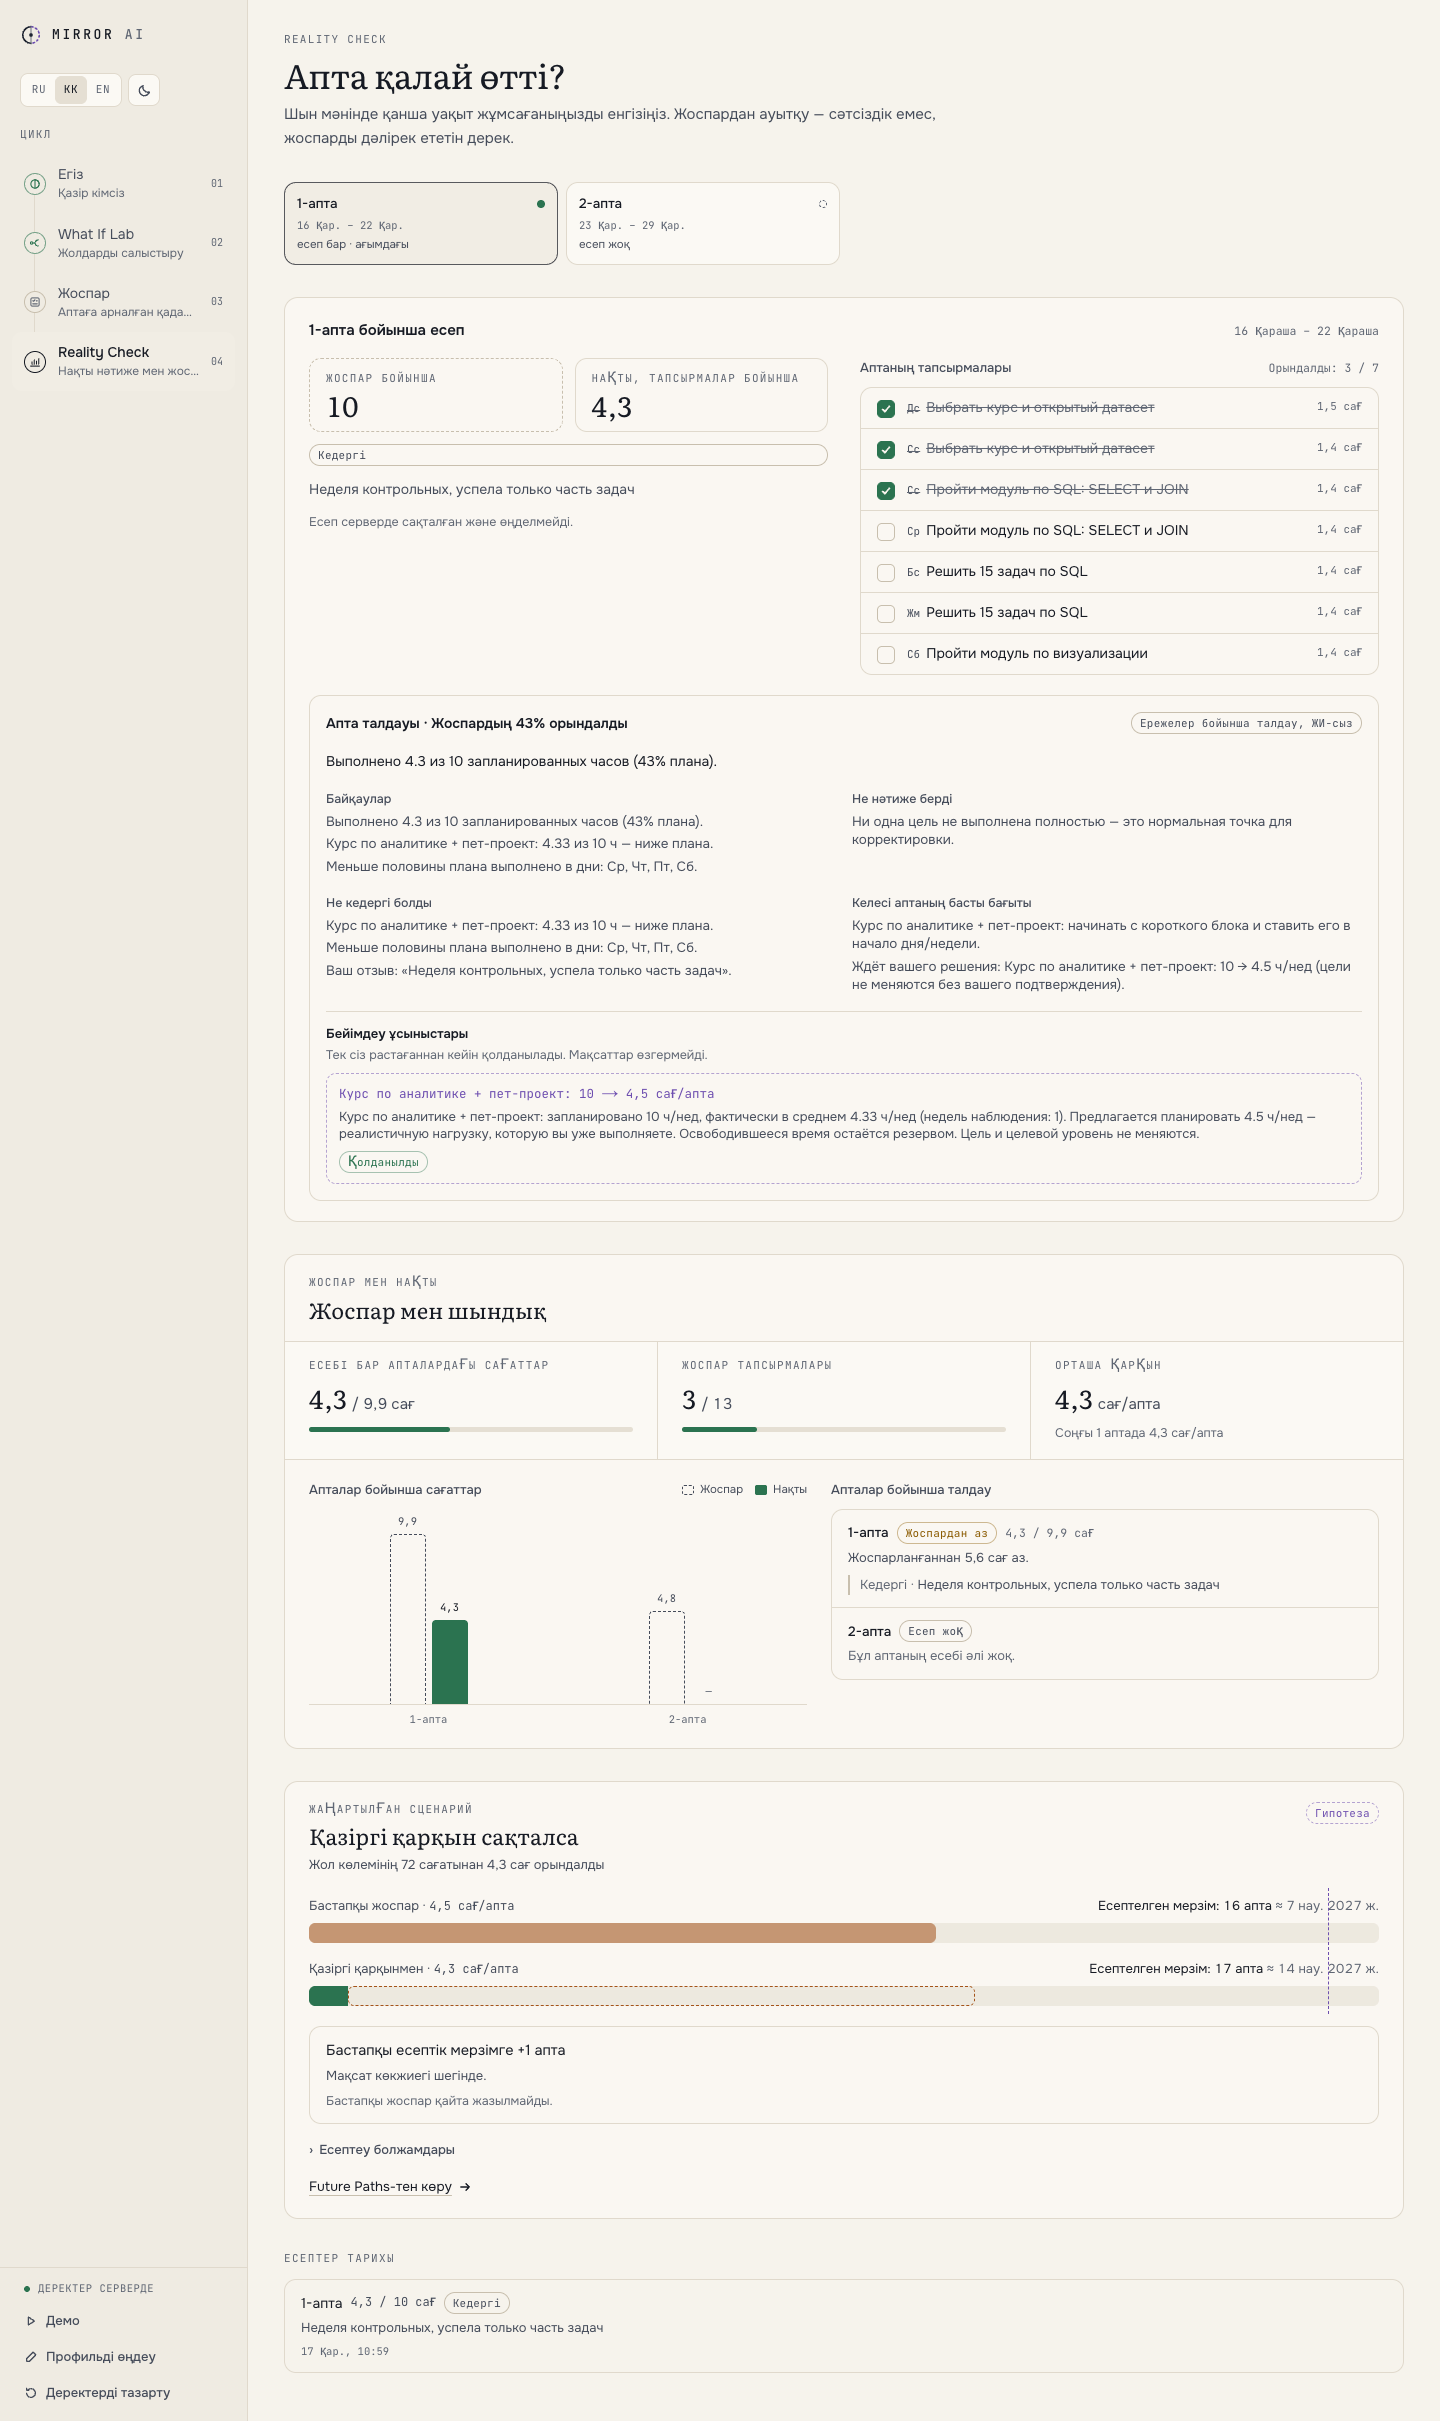 MIRROR AI
RU KK EN
ЦИКЛ
Егіз
Қазір кімсіз
01
What If Lab
Жолдарды салыстыру
02
Жоспар
Аптаға арналған қада...
03
Reality Check
Нақты нәтиже мен жос...
04
REALITY CHECK
Апта қалай өтті?
Шын мәнінде қанша уақыт жұмсағаныңызды енгізіңіз. Жоспардан ауытқу — сәтсіздік емес,
жоспарды дәлірек ететін дерек.
1-апта
16 Қар. – 22 Қар.
есеп бар · ағымдағы
2-апта
23 Қар. – 29 Қар.
есеп жоқ
1-апта бойынша есеп
16 Қараша – 22 Қараша
ЖОСПАР БОЙЫНША
10
НАҚТЫ, ТАПСЫРМАЛАР БОЙЫНША
4,3
Кедергі
Неделя контрольных, успела только часть задач
Есеп серверде сақталған және өңделмейді.
Аптаның тапсырмалары
Орындалды: 3 / 7
Дс Выбрать курс и открытый датасет 1,5 сағ
Сс Выбрать курс и открытый датасет 1,4 сағ
Сс Пройти модуль по SQL: SELECT и JOIN 1,4 сағ
Ср Пройти модуль по SQL: SELECT и JOIN 1,4 сағ
Бс Решить 15 задач по SQL 1,4 сағ
Жм Решить 15 задач по SQL 1,4 сағ
Сб Пройти модуль по визуализации 1,4 сағ
Апта талдауы · Жоспардың 43% орындалды
Ережелер бойынша талдау, ЖИ-сыз
Выполнено 4.3 из 10 запланированных часов (43% плана).
Байқаулар
Выполнено 4.3 из 10 запланированных часов (43% плана).
Курс по аналитике + пет-проект: 4.33 из 10 ч — ниже плана.
Меньше половины плана выполнено в дни: Ср, Чт, Пт, Сб.
Не нәтиже берді
Ни одна цель не выполнена полностью — это нормальная точка для
корректировки.
Не кедергі болды
Курс по аналитике + пет-проект: 4.33 из 10 ч — ниже плана.
Меньше половины плана выполнено в дни: Ср, Чт, Пт, Сб.
Ваш отзыв: «Неделя контрольных, успела только часть задач».
Келесі аптаның басты бағыты
Курс по аналитике + пет-проект: начинать с короткого блока и ставить его в
начало дня/недели.
Ждёт вашего решения: Курс по аналитике + пет-проект: 10 → 4.5 ч/нед (цели
не меняются без вашего подтверждения).
Бейімдеу ұсыныстары
Тек сіз растағаннан кейін қолданылады. Мақсаттар өзгермейді.
Курс по аналитике + пет-проект: 10 ⟶ 4,5 сағ/апта
Курс по аналитике + пет-проект: запланировано 10 ч/нед, фактически в среднем 4.33 ч/нед (недель наблюдения: 1). Предлагается планировать 4.5 ч/нед —
реалистичную нагрузку, которую вы уже выполняете. Освободившееся время остаётся резервом. Цель и целевой уровень не меняются.
Қолданылды
ЖОСПАР МЕН НАҚТЫ
Жоспар мен шындық
ЕСЕБІ БАР АПТАЛАРДАҒЫ САҒАТТАР
4,3 / 9,9 сағ
ЖОСПАР ТАПСЫРМАЛАРЫ
3 / 13
ОРТАША ҚАРҚЫН
4,3 сағ/апта
Соңғы 1 аптада 4,3 сағ/апта
Апталар бойынша сағаттар
Жоспар Нақты
9,9
4,3
4,8
—
1-апта
2-апта
Апталар бойынша талдау
1-апта Жоспардан аз 4,3 / 9,9 сағ
Жоспарланғаннан 5,6 сағ аз.
Кедергі · Неделя контрольных, успела только часть задач
2-апта Есеп жоқ
Бұл аптаның есебі әлі жоқ.
ЖАҢАРТЫЛҒАН СЦЕНАРИЙ
Гипотеза
Қазіргі қарқын сақталса
Жол көлемінің 72 сағатынан 4,3 сағ орындалды
Бастапқы жоспар · 4,5 сағ/апта
Есептелген мерзім: 16 апта ≈ 7 нау. 2027 ж.
Қазіргі қарқынмен · 4,3 сағ/апта
Есептелген мерзім: 17 апта ≈ 14 нау. 2027 ж.
Бастапқы есептік мерзімге +1 апта
Мақсат көкжиегі шегінде.
Бастапқы жоспар қайта жазылмайды.
› Есептеу болжамдары
Future Paths-тен көру →
ЕСЕПТЕР ТАРИХЫ
1-апта 4,3 / 10 сағ Кедергі
Неделя контрольных, успела только часть задач
17 Қар., 10:59
ДЕРЕКТЕР СЕРВЕРДЕ
Демо
Профильді өңдеу
Деректерді тазарту